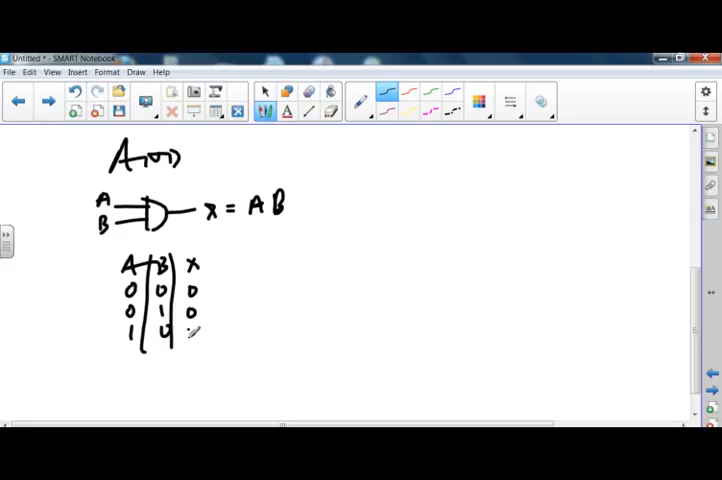 Untitled * - SMART Notebook
File Edit View Insert Format Draw Help
And
A
B
X = A B
A B X
0 0 0
0 1 0
1 0